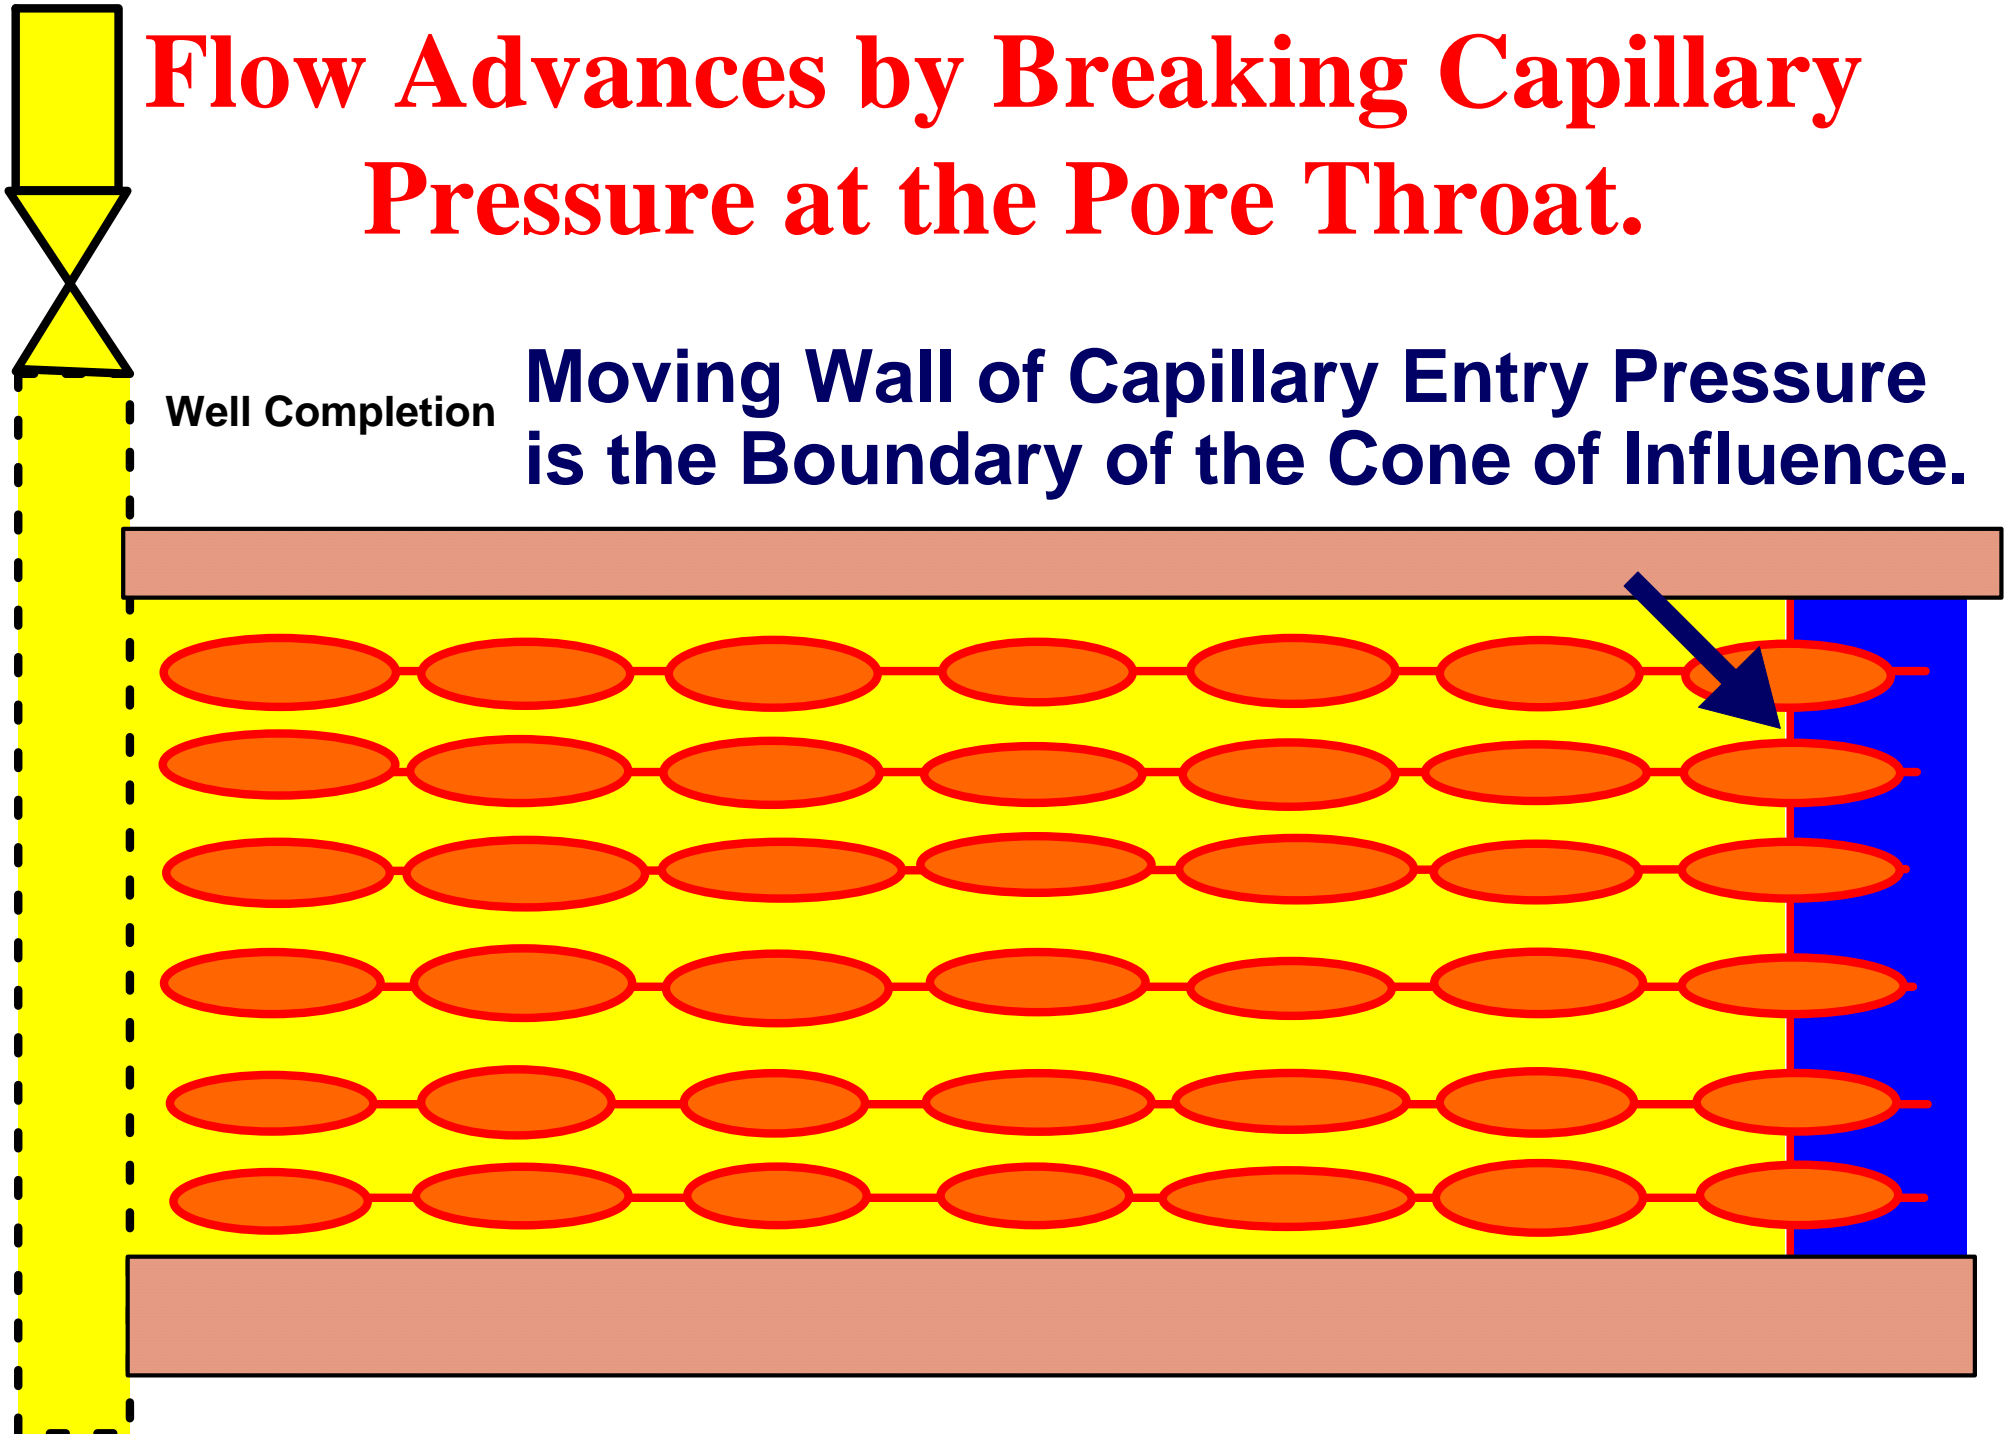 Flow Advances by Breaking Capillary
Pressure at the Pore Throat.
Well Completion
Moving Wall of Capillary Entry Pressure
is the Boundary of the Cone of Influence.